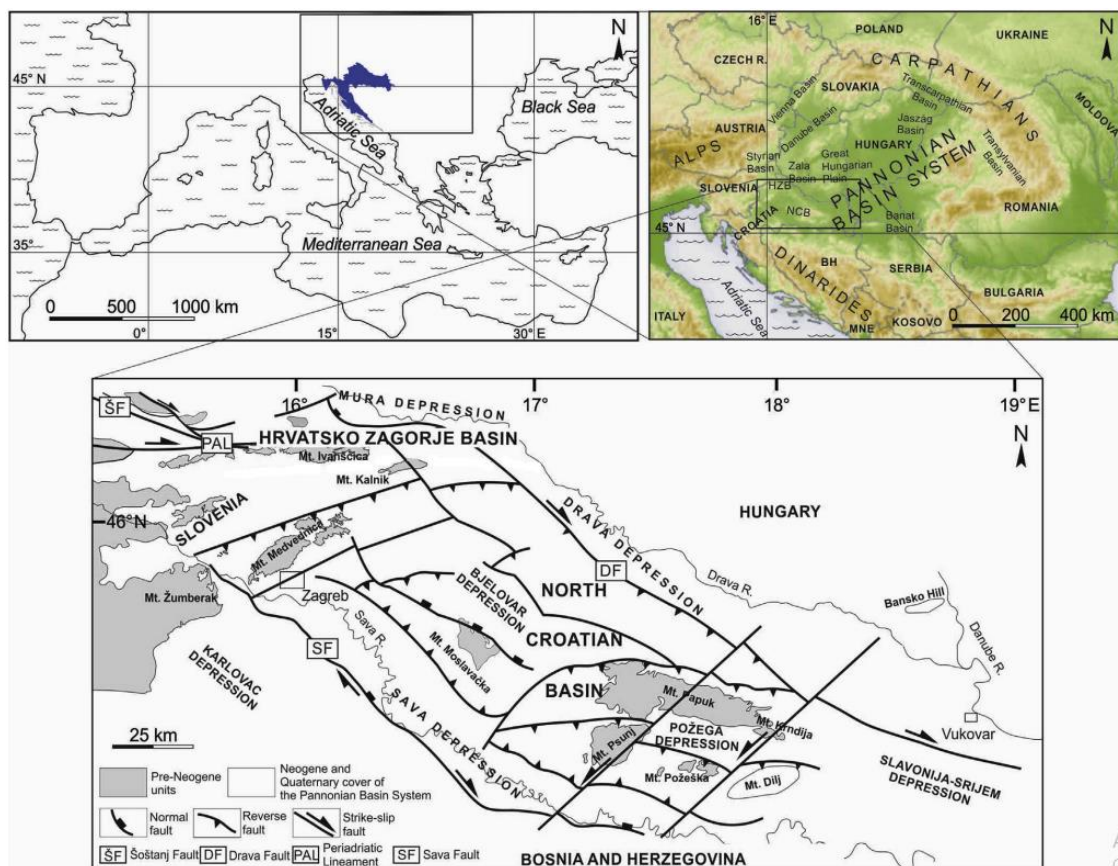 N
45° N
Adriatic Sea
Black Sea
35°
Mediterranean Sea
0 500 1000 km
0° 15° 30° E
16° E
N
POLAND
UKRAINE
CZECH R.
CARPATHIANS
SLOVAKIA
Transcarpathian
Basin
MOLDOVA
Vienna Basin
Danube Basin
Jaszág
Basin
AUSTRIA
HUNGARY
ALPS
Styrian
Basin
Zala
Basin
Great
Hungarian
Plain
Transylvanian
Basin
PANNONIAN
BASIN SYSTEM
SLOVENIA
HZB
ROMANIA
CROATIA
NCB
Banat
Basin
45° N
BH
SERBIA
DINARIDES
Adriatic Sea
BULGARIA
ITALY
MNE
KOSOVO
0 200 400 km
16° 17° 18° 19° E
N
ŠF
MURA DEPRESSION
PAL
HRVATSKO ZAGORJE BASIN
Mt. Ivanščica
Mt. Kalnik
SLOVENIA
46° N
HUNGARY
DRAVA DEPRESSION
Mt. Medvednica
DF
Drava R.
Zagreb
BJELOVAR
DEPRESSION
NORTH
Bansko Hill
Mt. Žumberak
CROATIAN
Danube R.
Sava R.
SF
Mt. Moslavačka
KARLOVAC
DEPRESSION
BASIN
Mt. Papuk
SAVA DEPRESSION
Mt. Krndija
POŽEGA
DEPRESSION
Vukovar
Mt. Psunj
25 km
Mt. Požeška
Mt. Dilj
SLAVONIJA-SRIJEM
DEPRESSION
Pre-Neogene
units
Neogene and
Quaternary cover of
the Pannonian Basin System
Normal
fault
Reverse
fault
Strike-slip
fault
ŠF Šoštanj Fault DF Drava Fault PAL Periadriatic
Lineament SF Sava Fault
BOSNIA AND HERZEGOVINA